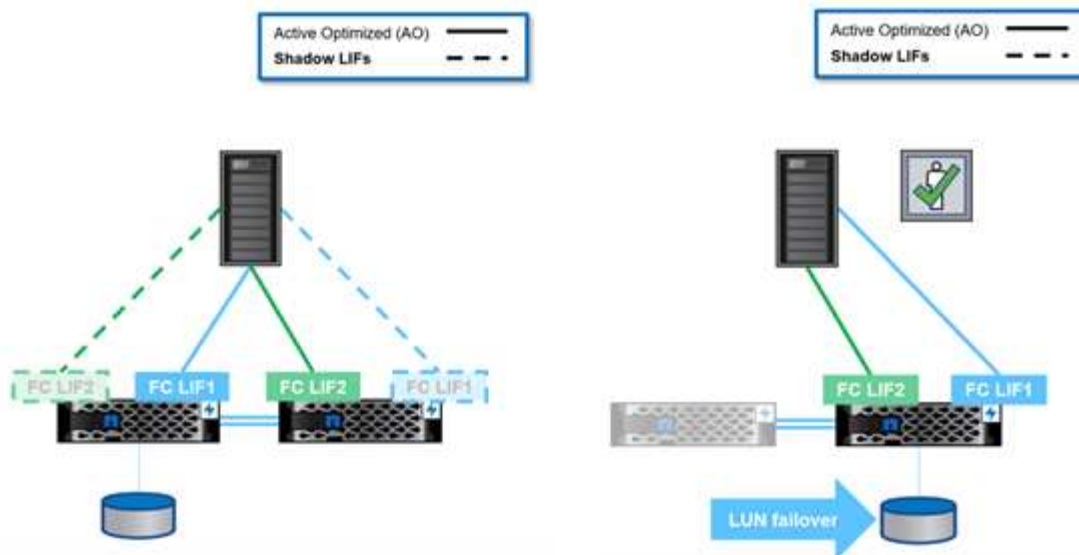 Active Optimized (AO)
Shadow LIFs
Active Optimized (AO)
Shadow LIFs
FC LIF2
FC LIF1
FC LIF2
FC LIF1
FC LIF2
FC LIF1
LUN failover